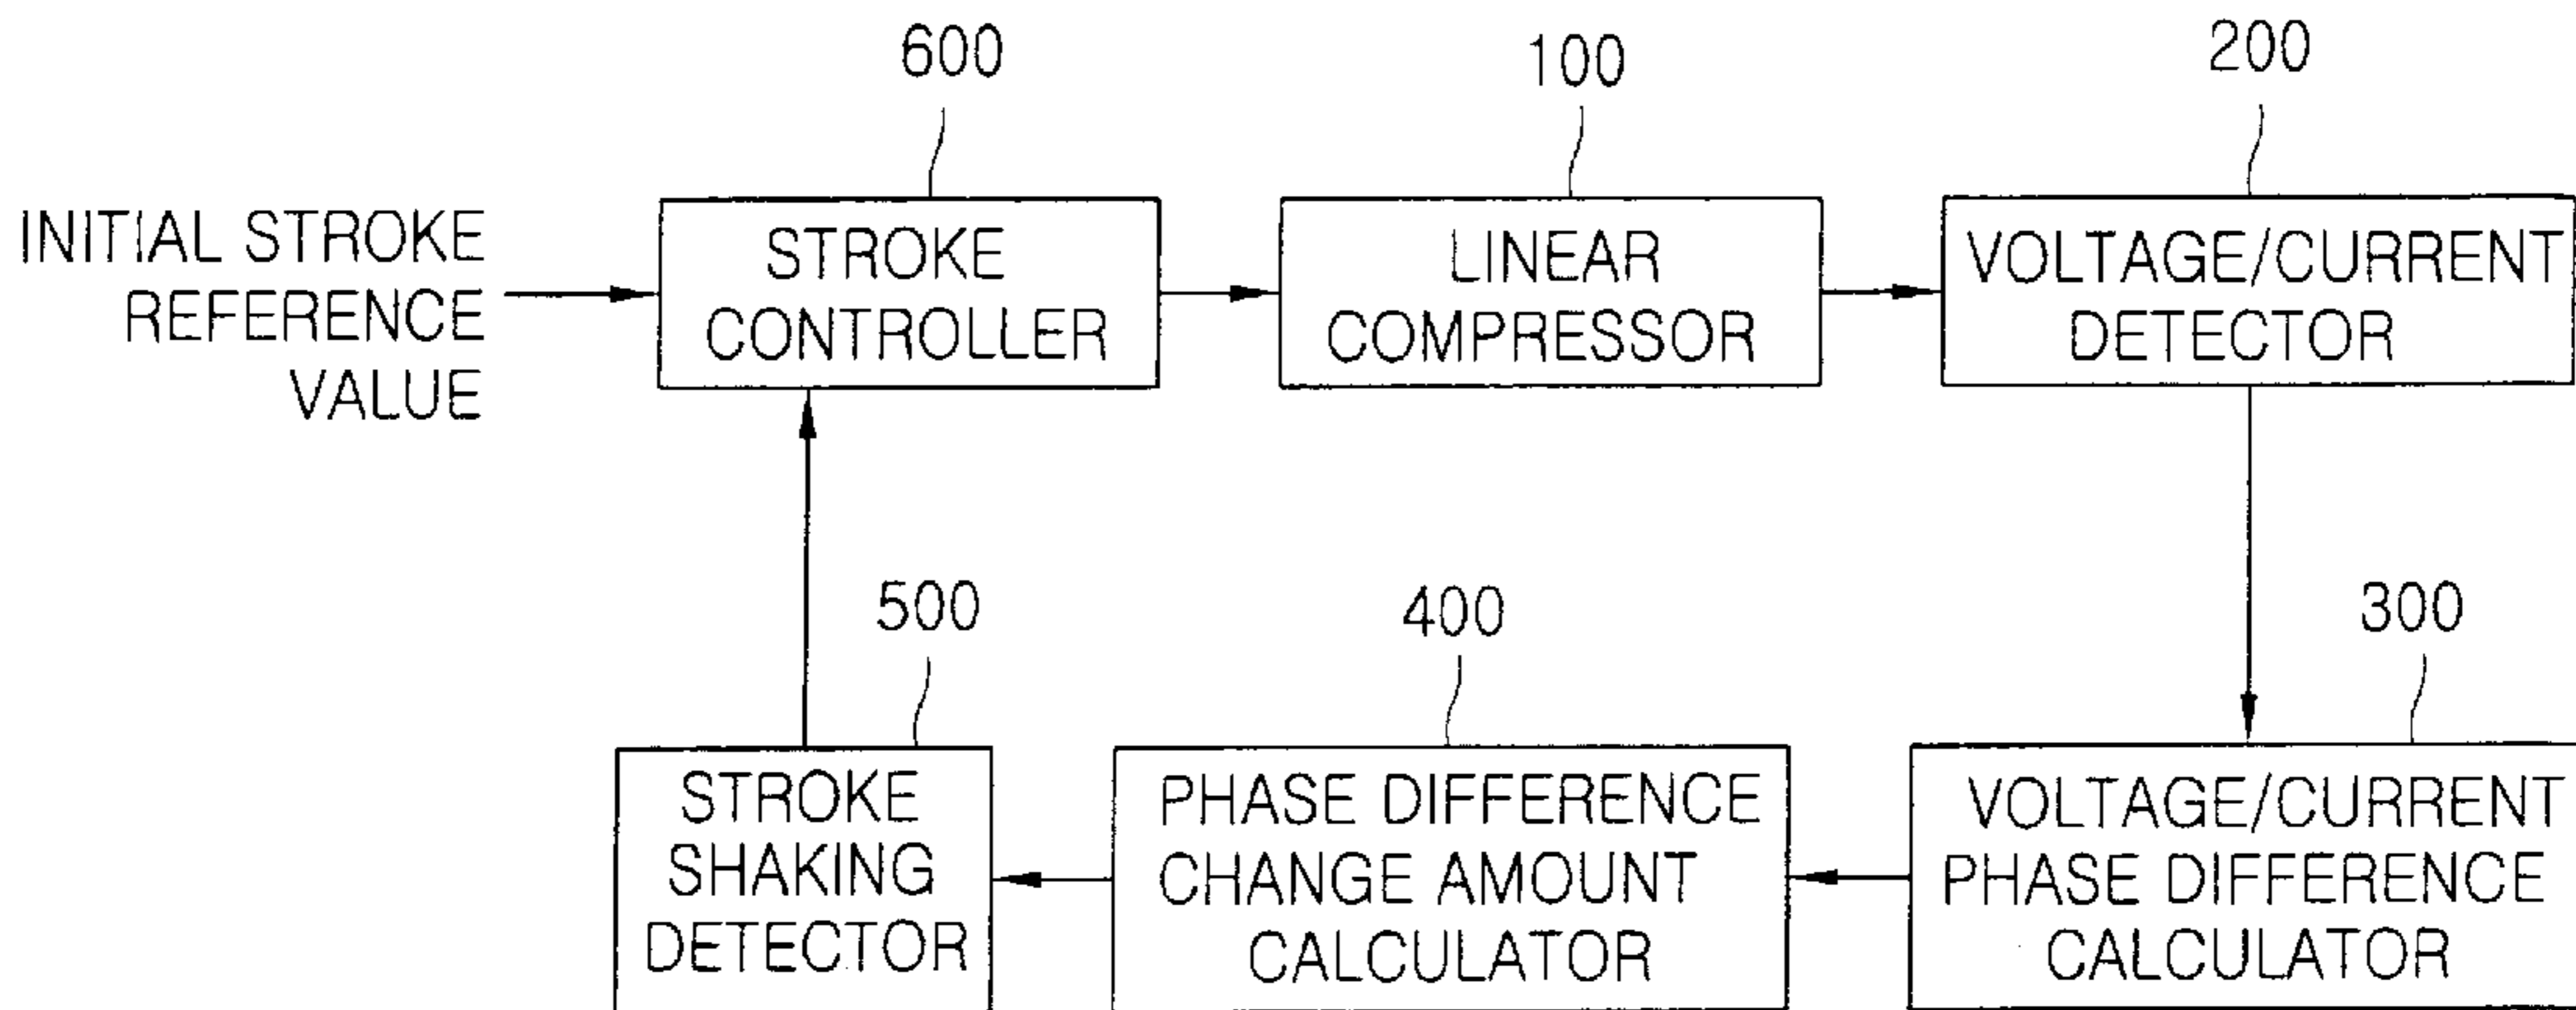 600
100
200
INITIAL STROKE
REFERENCE
VALUE
STROKE
CONTROLLER
LINEAR
COMPRESSOR
VOLTAGE/CURRENT
DETECTOR
500
400
300
STROKE
SHAKING
DETECTOR
PHASE DIFFERENCE
CHANGE AMOUNT
CALCULATOR
VOLTAGE/CURRENT
PHASE DIFFERENCE
CALCULATOR